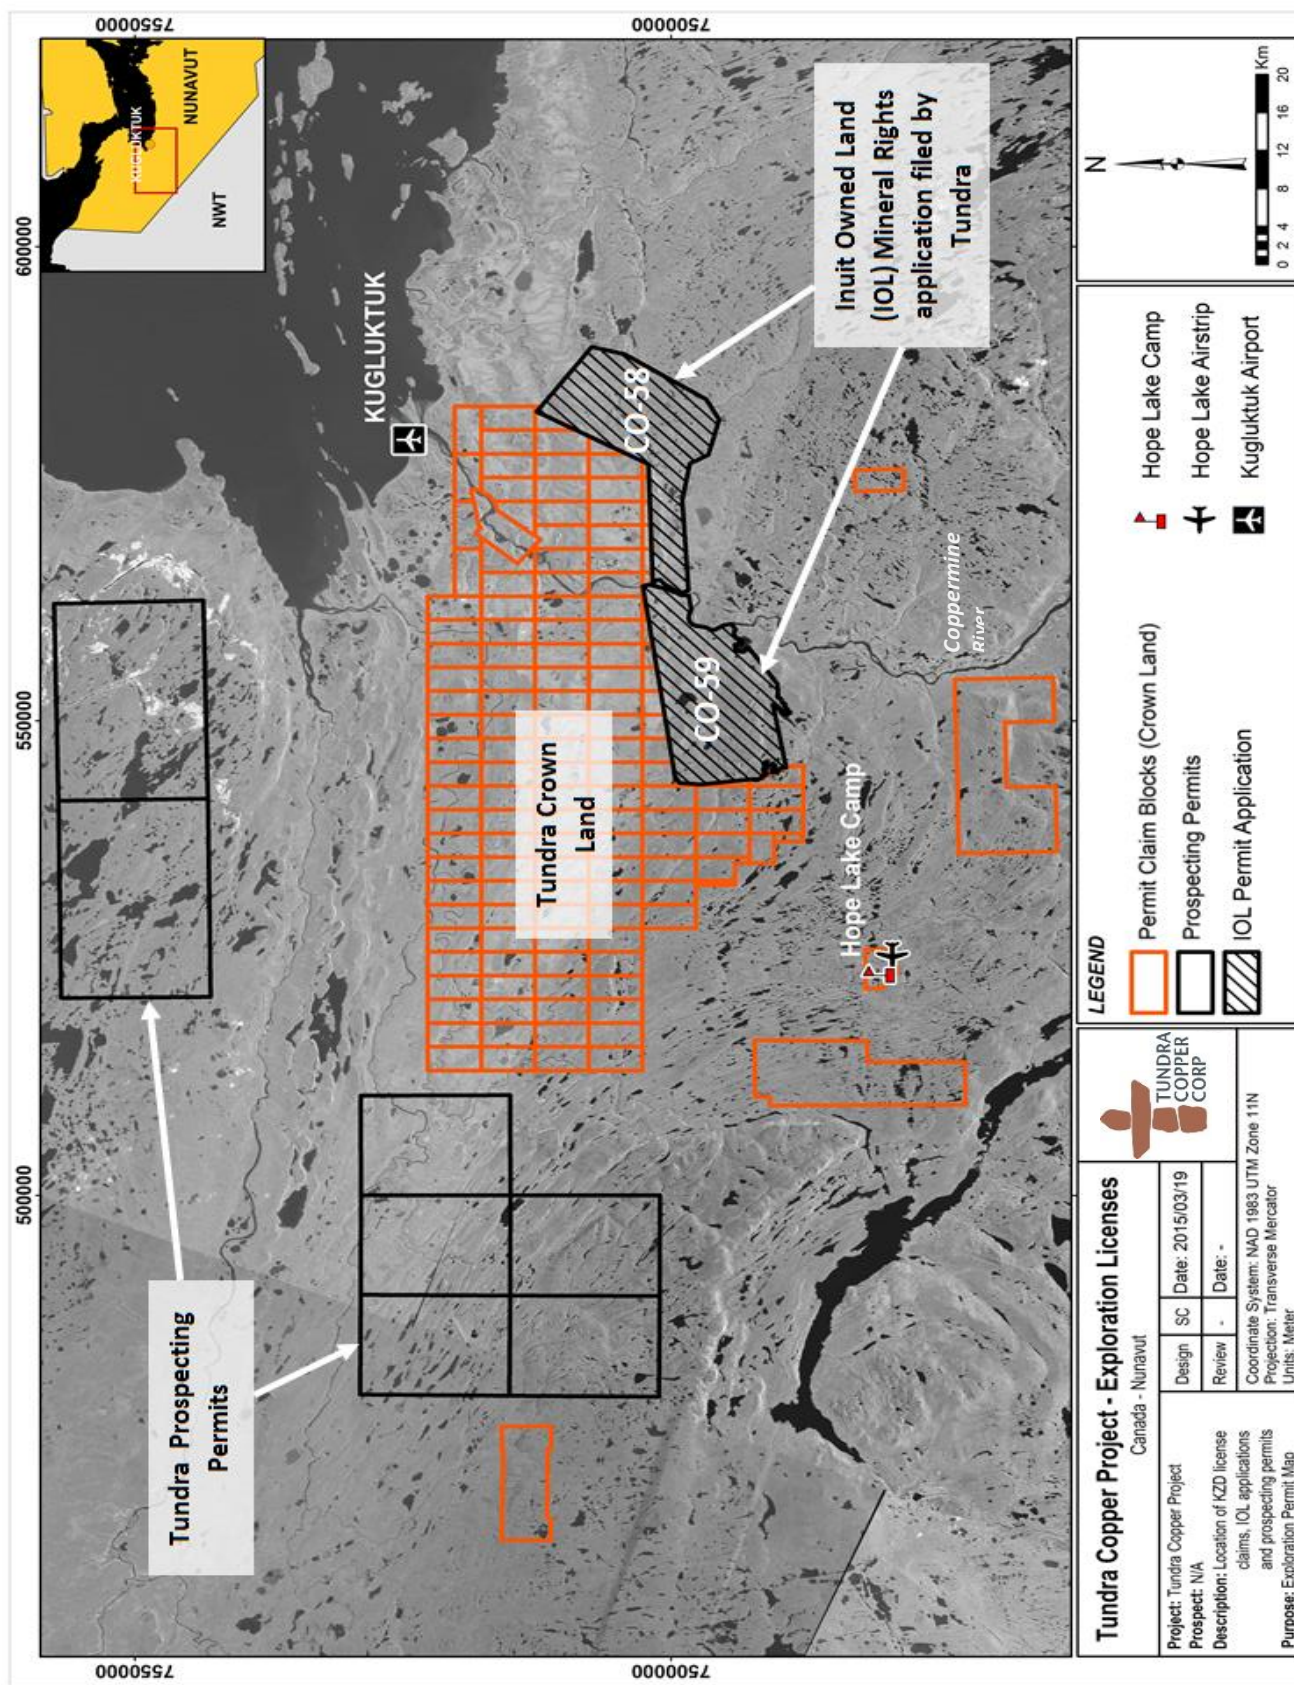 500000
550000
600000
7550000
7550000
7500000
7500000
NUNAVUT
KUGLUKTUK
NWT
Tundra Prospecting
Permits
KUGLUKTUK
Tundra Crown
Land
CO-58
CO-59
Inuit Owned Land
(IOL) Mineral Rights
application filed by
Tundra
Hope Lake Camp
Coppermine
River
Tundra Copper Project - Exploration Licenses
Canada - Nunavut
Project: Tundra Copper Project
Prospect: N/A
Description: Location of KZD license
claims, IOL applications
and prospecting permits
Purpose: Exploration Permit Map
Design SC Date: 2015/03/19
Review - Date: -
Coordinate System: NAD 1983 UTM Zone 11N
Projection: Transverse Mercator
Units: Meter
TUNDRA
COPPER
CORP
LEGEND
Permit Claim Blocks (Crown Land)
Prospecting Permits
IOL Permit Application
Hope Lake Camp
Hope Lake Airstrip
Kugluktuk Airport
N
0 2 4 8 12 16 20
Km